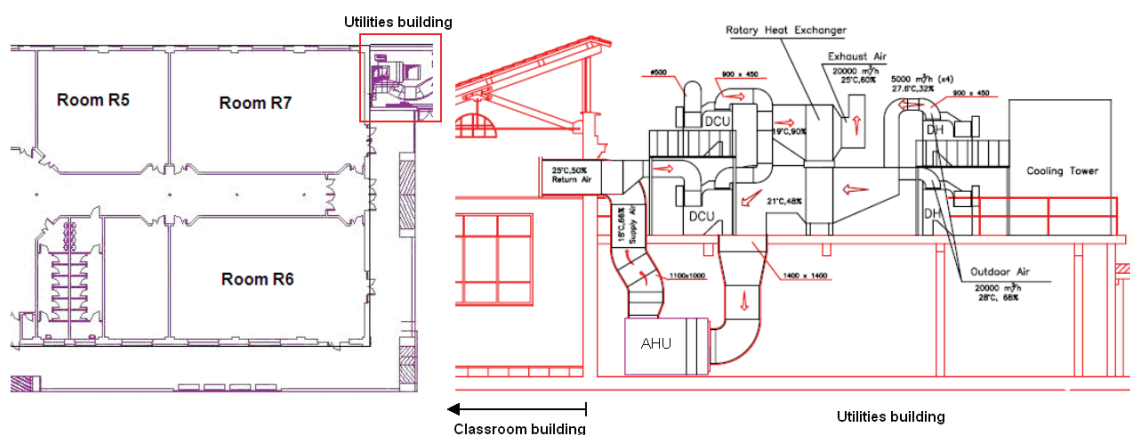 Utilities building
Room R5
Room R7
Room R6
Rotary Heat Exchanger
Exhaust Air
20000 m³/h
25°C,60%
5000 m³/h (x4)
27.6°C,32%
900 x 450
ø500
900 x 450
DCU
19°C,90%
DH
Cooling Tower
25°C,50%
Return Air
DCU
21°C,48%
DH
15°C,68%
Supply Air
1100x1000
1400 x 1400
Outdoor Air
20000 m³/h
28°C, 68%
AHU
Classroom building
Utilities building